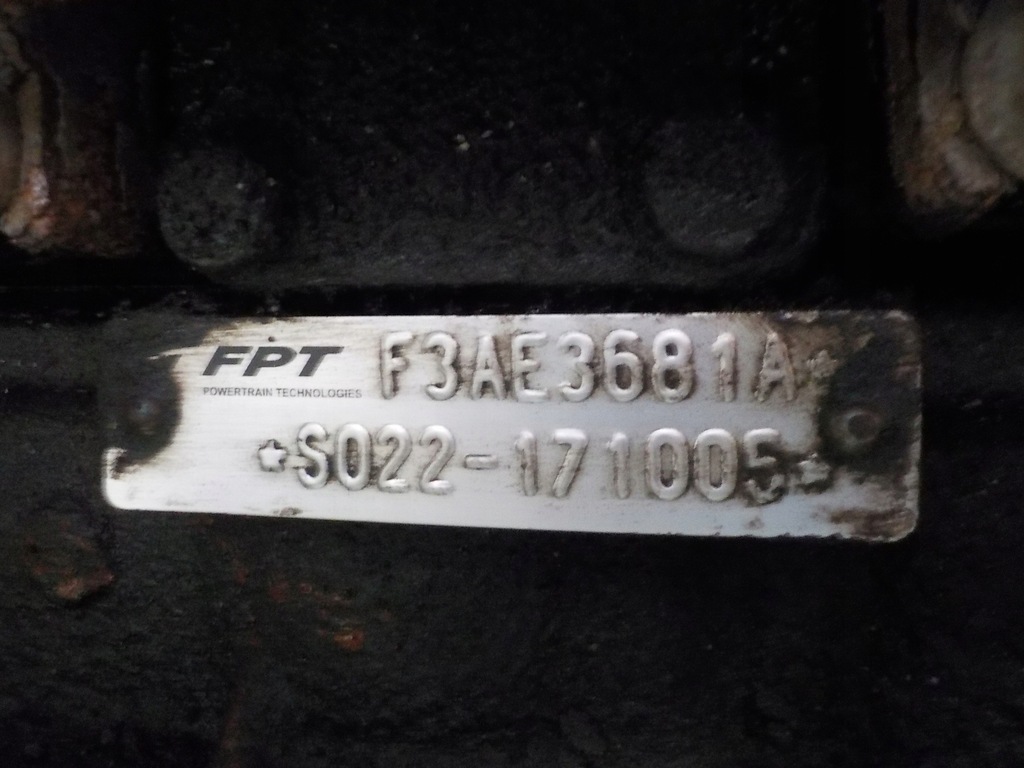 FPT F3AE3681A*
POWERTRAIN TECHNOLOGIES
*S022-171005*